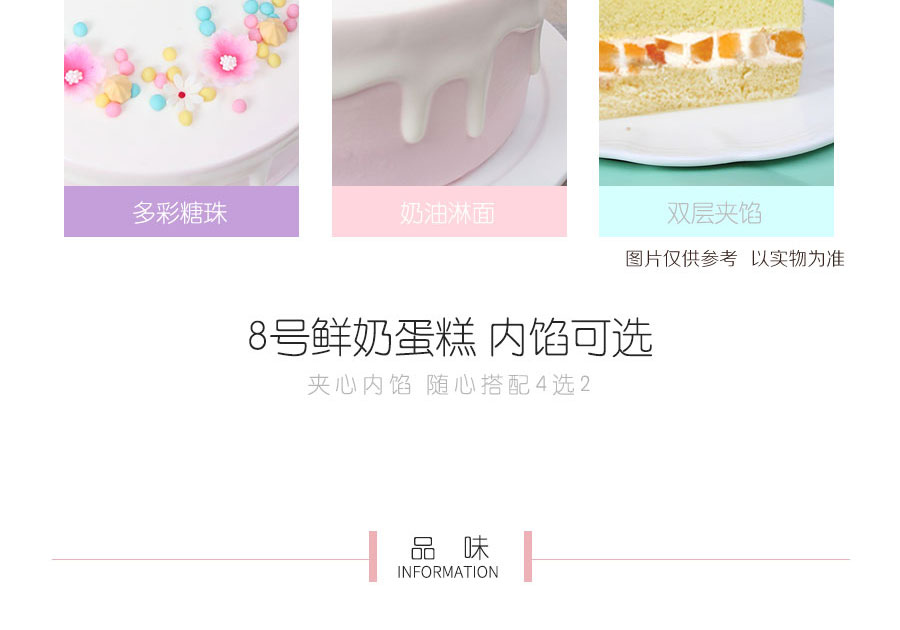 多彩糖珠
奶油淋面
双层夹馅
图片仅供参考 以实物为准
8号鲜奶蛋糕 内馅可选
夹心内馅 随心搭配4选2
品 味
INFORMATION